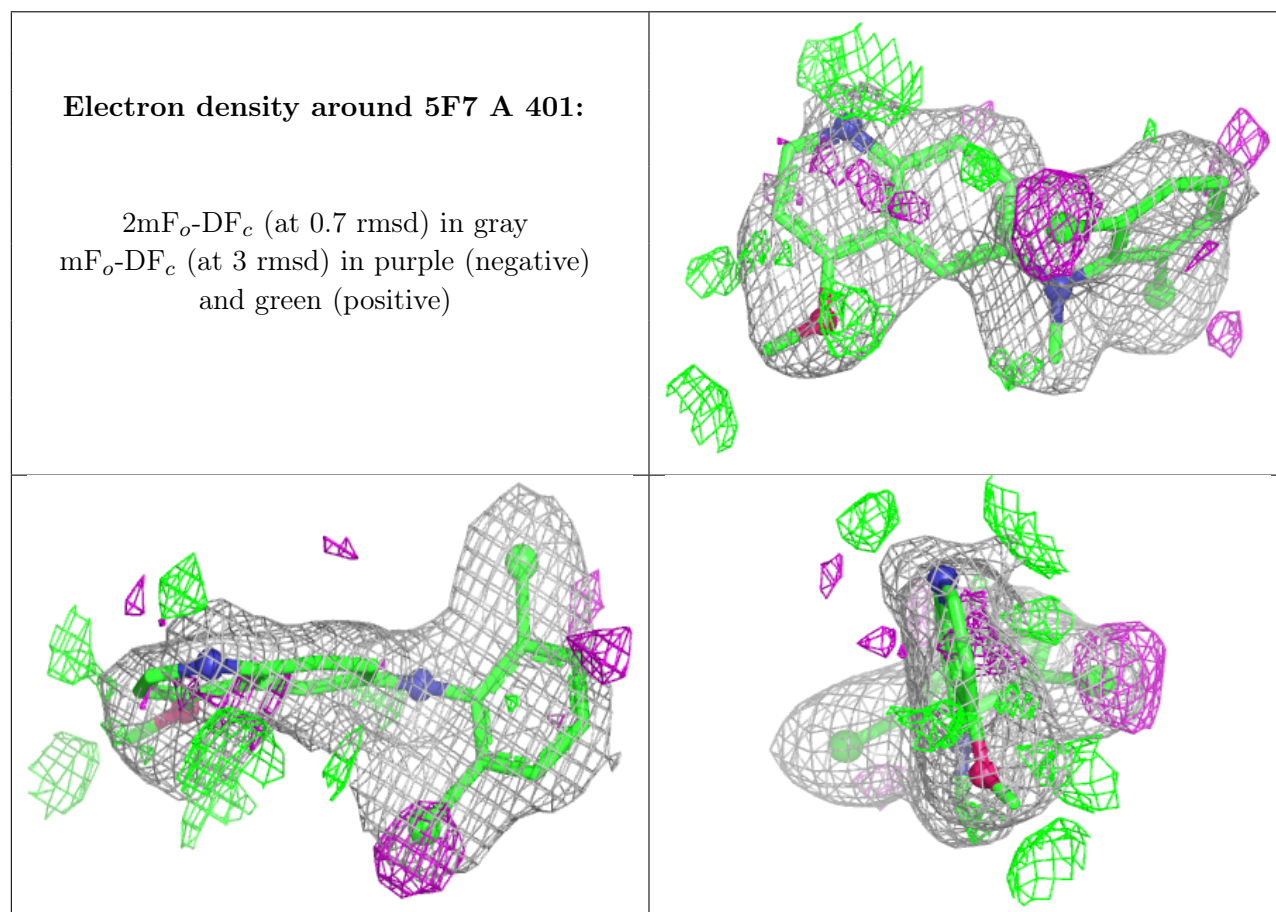 Electron density around 5F7 A 401:
2mFo-DFc (at 0.7 rmsd) in gray
mFo-DFc (at 3 rmsd) in purple (negative)
and green (positive)